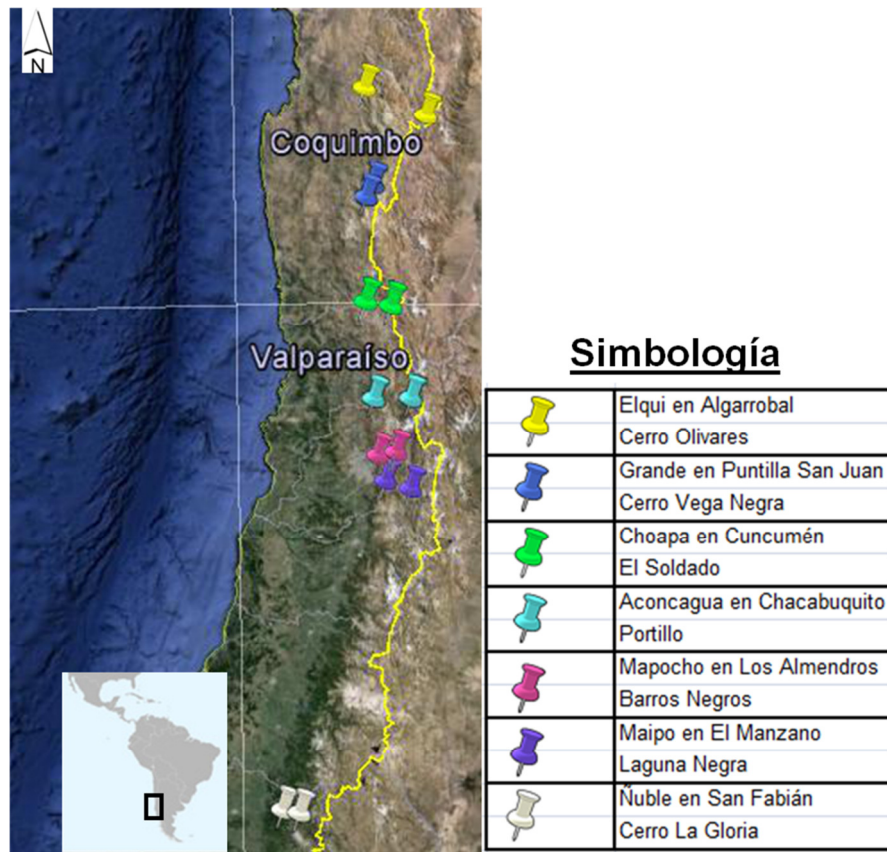 N
Coquimbo
Valparaíso
Simbología
Elqui en Algarrobal
Cerro Olivares
Grande en Puntilla San Juan
Cerro Vega Negra
Choapa en Cuncumén
El Soldado
Aconcagua en Chacabuquito
Portillo
Mapocho en Los Almendros
Barros Negros
Maipo en El Manzano
Laguna Negra
Ñuble en San Fabián
Cerro La Gloria